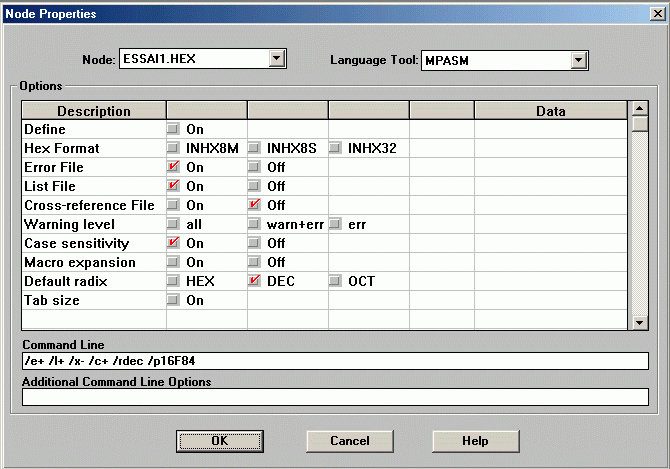 Node Properties
Node: ESSAI1.HEX Language Tool: MPASM
Options
Description Data
Define On
Hex Format INHX8M INHX8S INHX32
Error File On Off
List File On Off
Cross-reference File On Off
Warning level all warn+err err
Case sensitivity On Off
Macro expansion On Off
Default radix HEX DEC OCT
Tab size On
Command Line
/e+ /l+ /x- /c+ /rdec /p16F84
Additional Command Line Options
OK Cancel Help